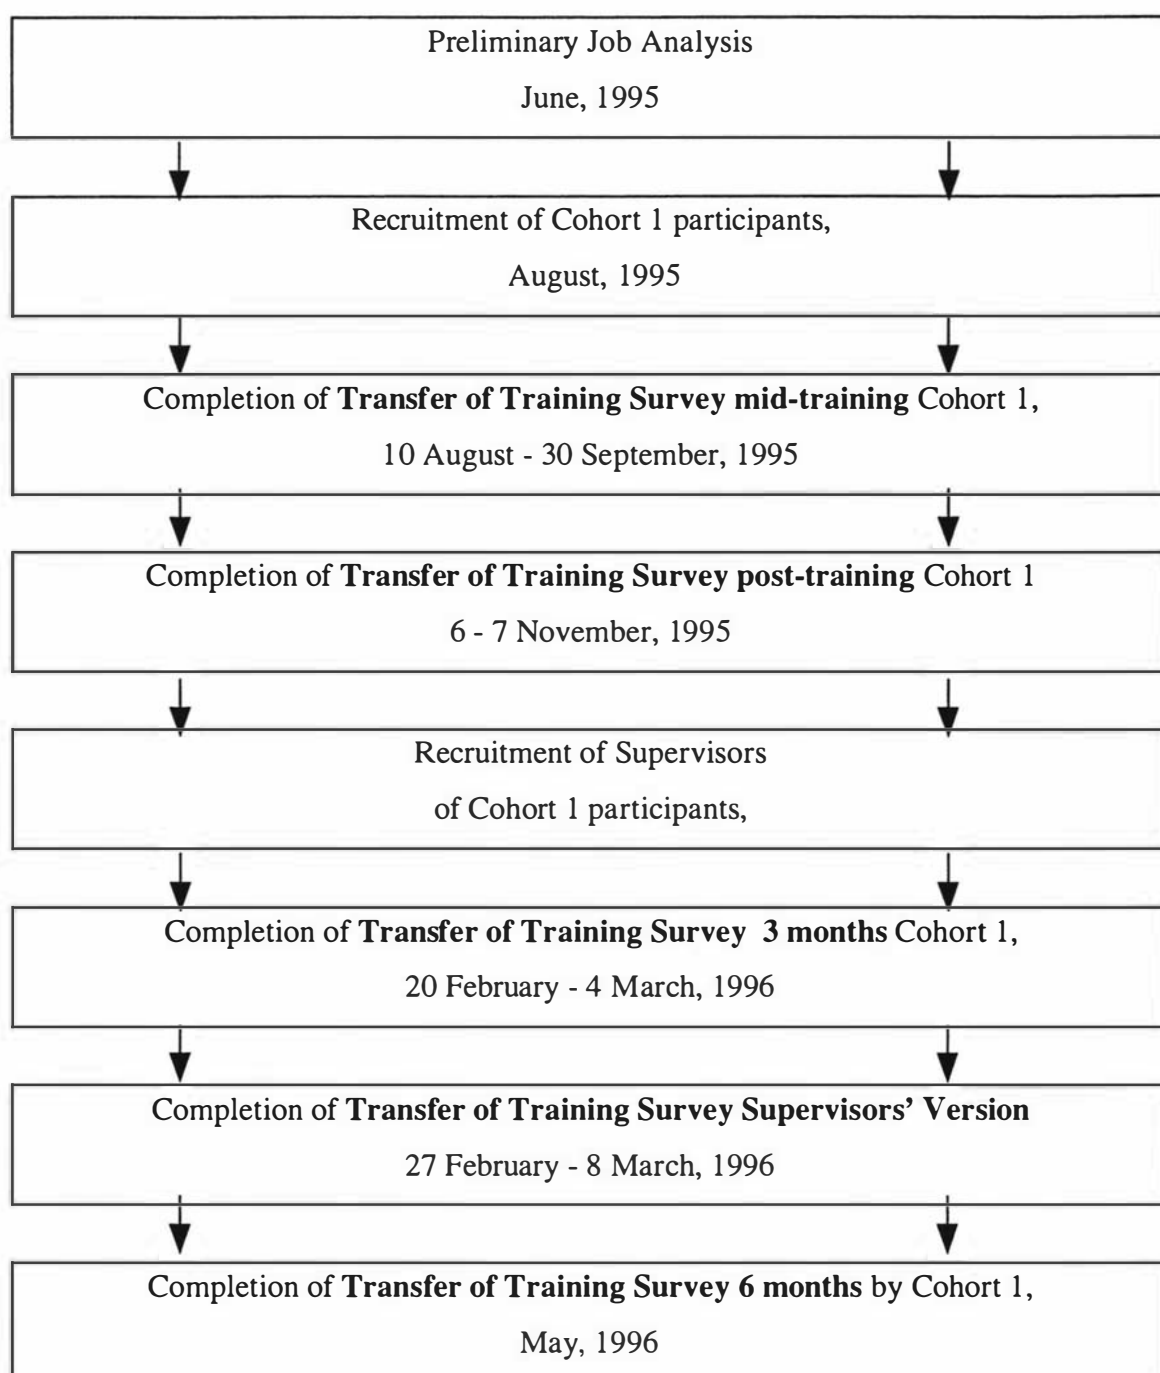 Preliminary Job Analysis
June, 1995
Recruitment of Cohort 1 participants,
August, 1995
Completion of Transfer of Training Survey mid-training Cohort 1,
10 August - 30 September, 1995
Completion of Transfer of Training Survey post-training Cohort 1
6 - 7 November, 1995
Recruitment of Supervisors
of Cohort 1 participants,
Completion of Transfer of Training Survey 3 months Cohort 1,
20 February - 4 March, 1996
Completion of Transfer of Training Survey Supervisors’ Version
27 February - 8 March, 1996
Completion of Transfer of Training Survey 6 months by Cohort 1,
May, 1996